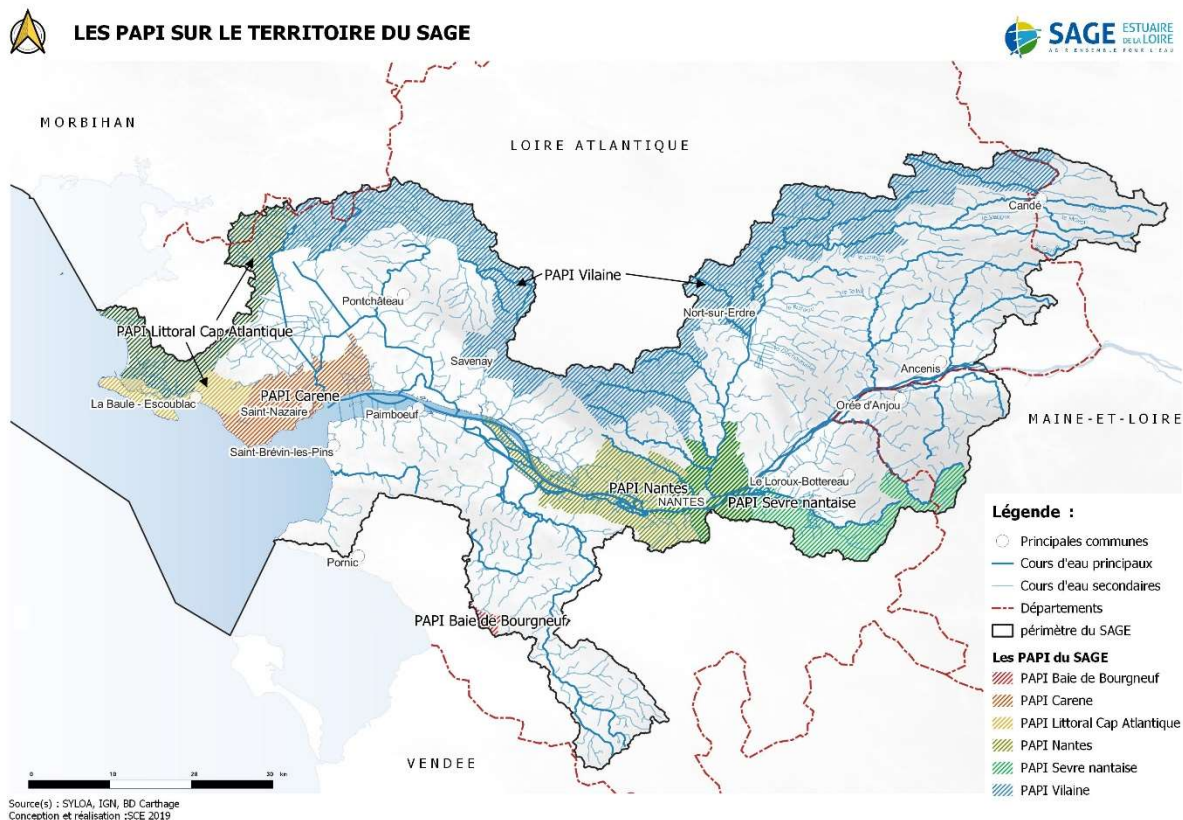 LES PAPI SUR LE TERRITOIRE DU SAGE
SAGE ESTUAIRE
DE LA LOIRE
MORBIHAN
LOIRE ATLANTIQUE
Candé
PAPI Vilaine
Pontchâteau
Nort-sur-Erdre
PAPI Littoral Cap Atlantique
Savenay
Ancenis
La Baule - Escoublac
PAPI Carene
Saint-Nazaire
Paimboeuf
Orée d'Anjou
MAINE-ET-LOIRE
Saint-Brévin-les-Pins
Le Loroux-Bottereau
PAPI Nantes
NANTES
PAPI Sevre nantaise
Pornic
PAPI Baie de Bourgneuf
VENDEE
Légende :
Principales communes
Cours d'eau principaux
Cours d'eau secondaires
Départements
périmètre du SAGE
Les PAPI du SAGE
PAPI Baie de Bourgneuf
PAPI Carene
PAPI Littoral Cap Atlantique
PAPI Nantes
PAPI Sevre nantaise
PAPI Vilaine
0 10 20 30 km
Source(s) : SYLOA, IGN, BD Carthage
Conception et réalisation :SCE 2019